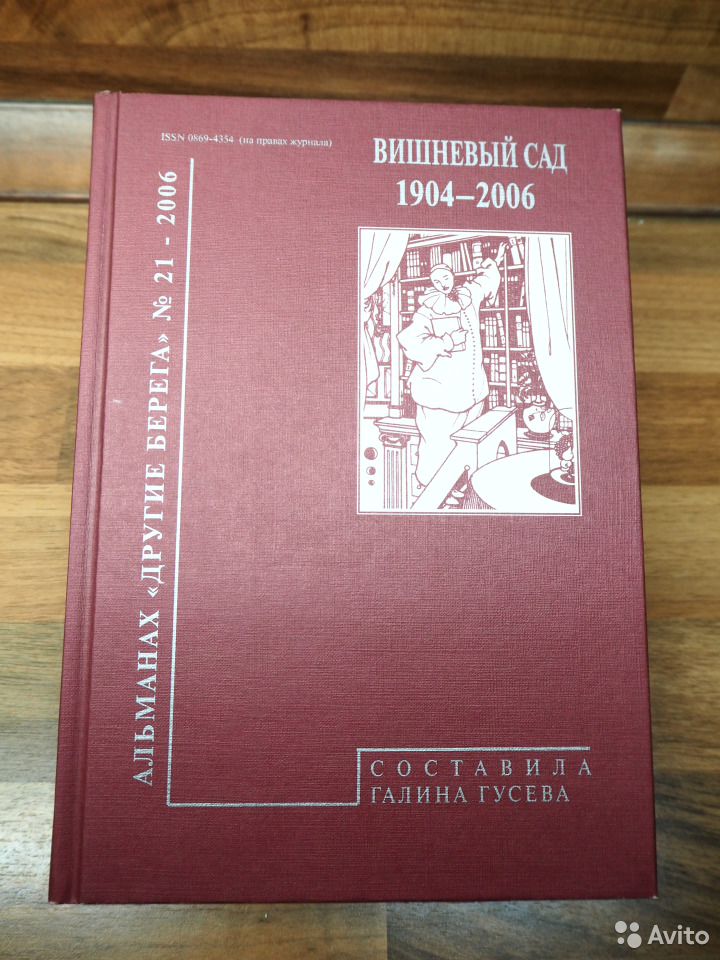 ISSN 0869-4354 (на правах журнала)
ВИШНЕВЫЙ САД
1904–2006
АЛЬМАНАХ «ДРУГИЕ БЕРЕГА» № 21 - 2006
СОСТАВИЛА
ГАЛИНА ГУСЕВА
Avito